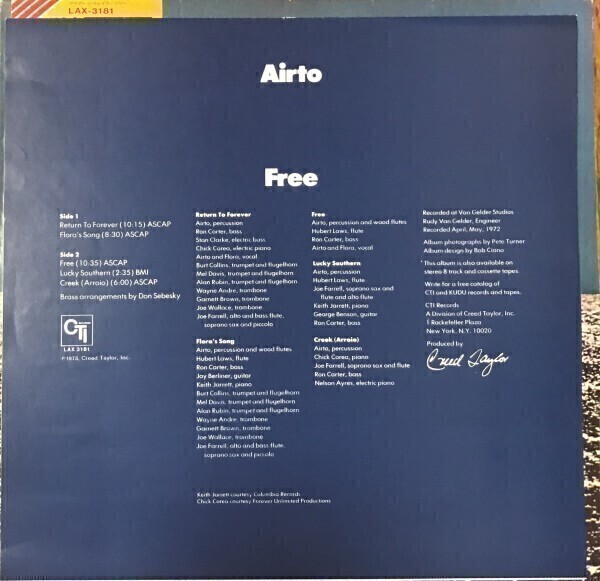 LAX-3181
Airto
Free
Side 1
Return To Forever (10:15) ASCAP
Flora's Song (8:30) ASCAP
Side 2
Free (10:35) ASCAP
Lucky Southern (2:35) BMI
Creek (Arroio) (6:00) ASCAP
Brass arrangements by Don Sebesky
CTI
LAX 3181
℗ 1973, Creed Taylor, Inc.
Return To Forever
Airto, percussion
Ron Carter, bass
Stan Clarke, electric bass
Chick Corea, electric piano
Airto and Flora, vocal
Burt Collins, trumpet and flugelhorn
Mel Davis, trumpet and flugelhorn
Alan Rubin, trumpet and flugelhorn
Wayne Andre, trombone
Garnett Brown, trombone
Joe Wallace, trombone
Joe Farrell, alto and bass flute,
soprano sax and piccolo
Flora's Song
Airto, percussion and wood flutes
Hubert Laws, flute
Ron Carter, bass
Jay Berliner, guitar
Keith Jarrett, piano
Burt Collins, trumpet and flugelhorn
Mel Davis, trumpet and flugelhorn
Alan Rubin, trumpet and flugelhorn
Wayne Andre, trombone
Garnett Brown, trombone
Joe Wallace, trombone
Joe Farrell, alto and bass flute,
soprano sax and piccolo
Keith Jarrett courtesy Columbia Records
Chick Corea courtesy Forever Unlimited Productions
Free
Airto, percussion and wood flutes
Hubert Laws, flute
Ron Carter, bass
Airto and Flora, vocal
Lucky Southern
Airto, percussion
Hubert Laws, flute
Joe Farrell, soprano sax and
flute and alto flute
Keith Jarrett, piano
George Benson, guitar
Ron Carter, bass
Creek (Arroio)
Airto, percussion
Chick Corea, piano
Joe Farrell, soprano sax and flute
Ron Carter, bass
Nelson Ayres, electric piano
Recorded at Van Gelder Studios
Rudy Van Gelder, Engineer
Recorded April, May, 1972
Album photographs by Pete Turner
Album design by Bob Ciano
*This album is also available on
stereo 8 track and cassette tapes.
Write for a free catalog of
CTI and KUDU records and tapes.
CTI Records
A Division of Creed Taylor, Inc.
1 Rockefeller Plaza
New York, N.Y. 10020
Produced by
Creed Taylor